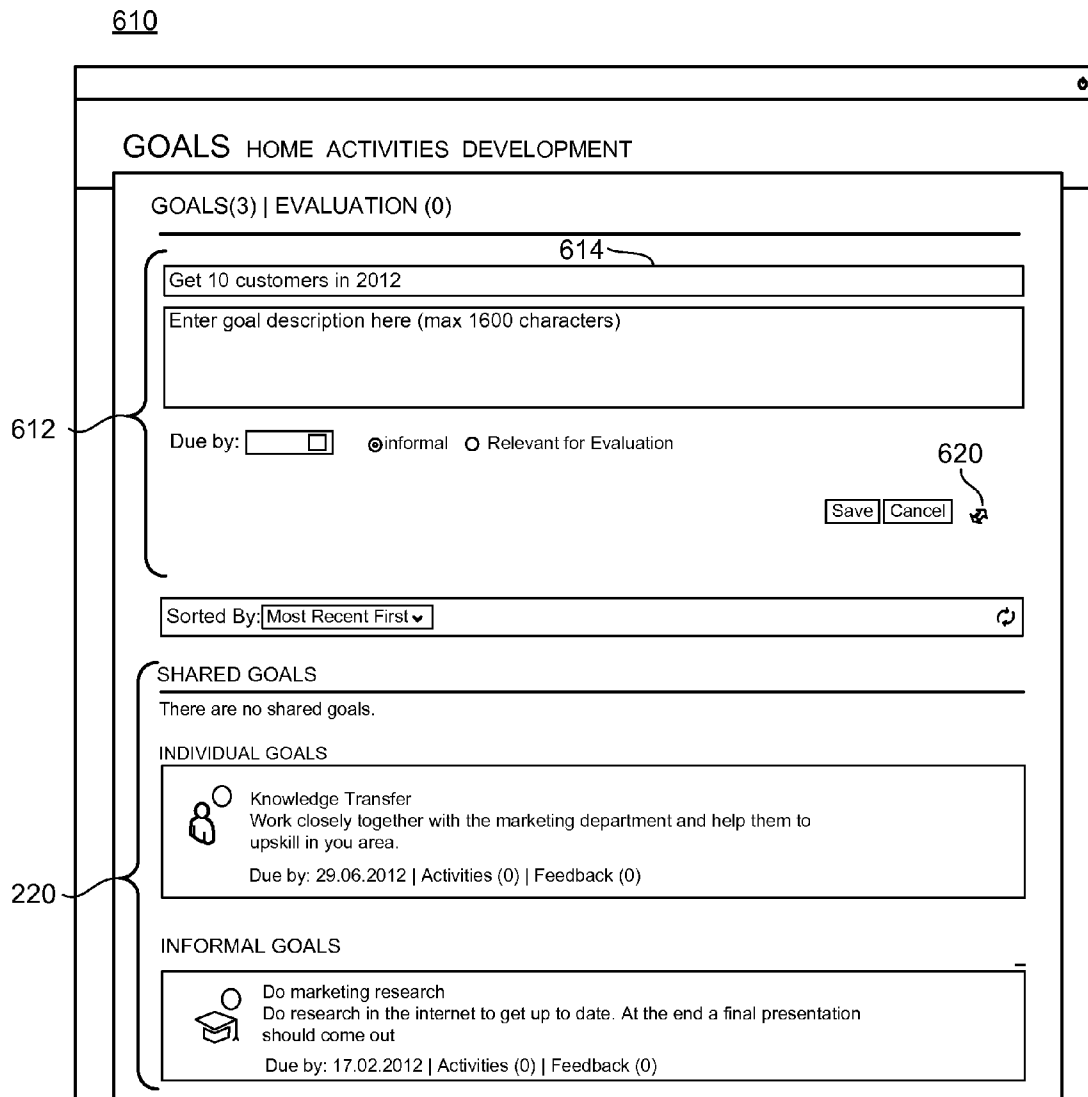 610
GOALS HOME ACTIVITIES DEVELOPMENT
GOALS(3) | EVALUATION (0)
614
Get 10 customers in 2012
Enter goal description here (max 1600 characters)
612
Due by: informal Relevant for Evaluation
620
Save Cancel
Sorted By: Most Recent First
SHARED GOALS
There are no shared goals.
INDIVIDUAL GOALS
Knowledge Transfer
Work closely together with the marketing department and help them to
upskill in you area.
Due by: 29.06.2012 | Activities (0) | Feedback (0)
220
INFORMAL GOALS
Do marketing research
Do research in the internet to get up to date. At the end a final presentation
should come out
Due by: 17.02.2012 | Activities (0) | Feedback (0)